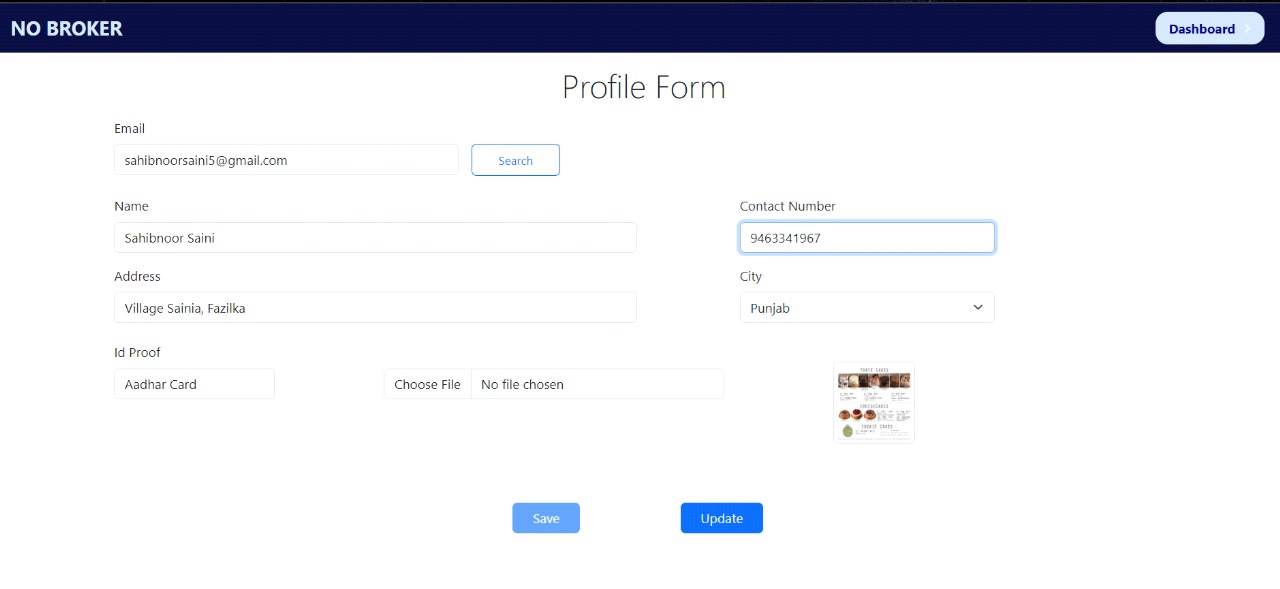 NO BROKER
Dashboard
Profile Form
Email
sahibnoorsaini5@gmail.com
Search
Name
Contact Number
Sahibnoor Saini
9463341967
Address
City
Village Sainia, Fazilka
Punjab
Id Proof
Aadhar Card
Choose File No file chosen
Save
Update